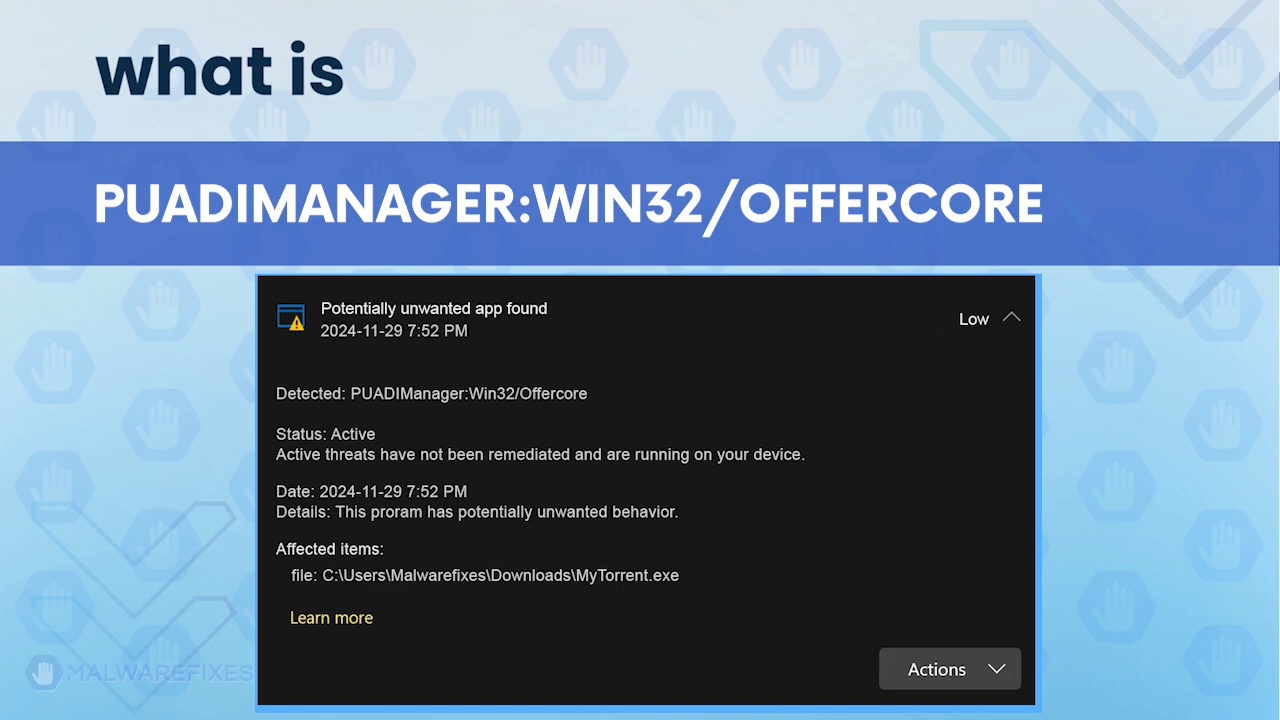 what is
PUADIMANAGER:WIN32/OFFERCORE
Potentially unwanted app found
2024-11-29 7:52 PM
Low
Detected: PUADIManager:Win32/Offercore
Status: Active
Active threats have not been remediated and are running on your device.
Date: 2024-11-29 7:52 PM
Details: This proram has potentially unwanted behavior.
Affected items:
file: C:\Users\Malwarefixes\Downloads\MyTorrent.exe
Learn more
Actions
MALWAREFIXES